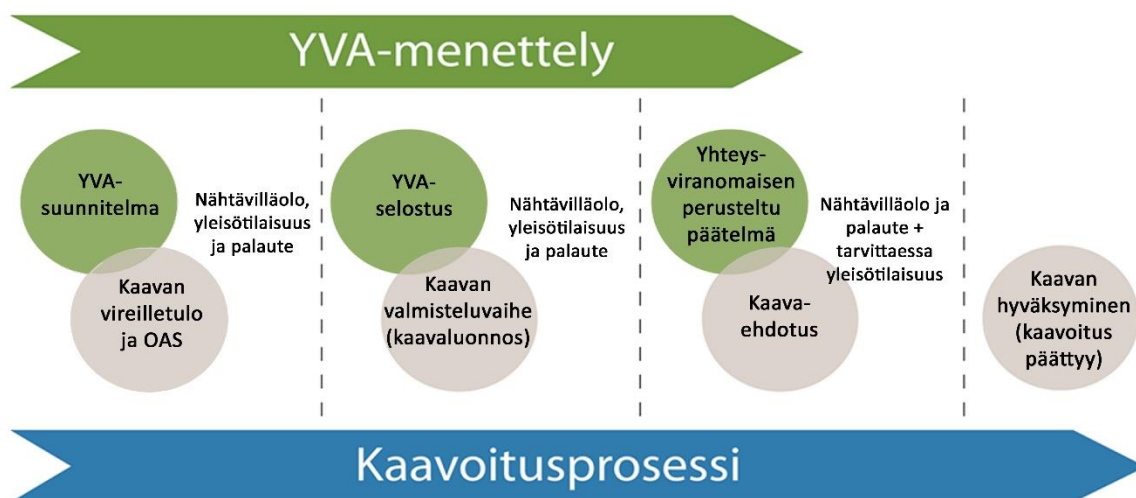 YVA-menettely
YVA-
suunnitelma
Nähtävilläolo,
yleisötilaisuus
ja palaute
Kaavan
vireilletulo
ja OAS
YVA-
selostus
Nähtävilläolo,
yleisötilaisuus
ja palaute
Kaavan
valmisteluvaihe
(kaavaluonnos)
Yhteys-
viranomaisen
perusteltu
päätelmä
Nähtävilläolo ja
palaute +
tarvittaessa
yleisötilaisuus
Kaava-
ehdotus
Kaavan
hyväksyminen
(kaavoitus
päättyy)
Kaavoitusprosessi